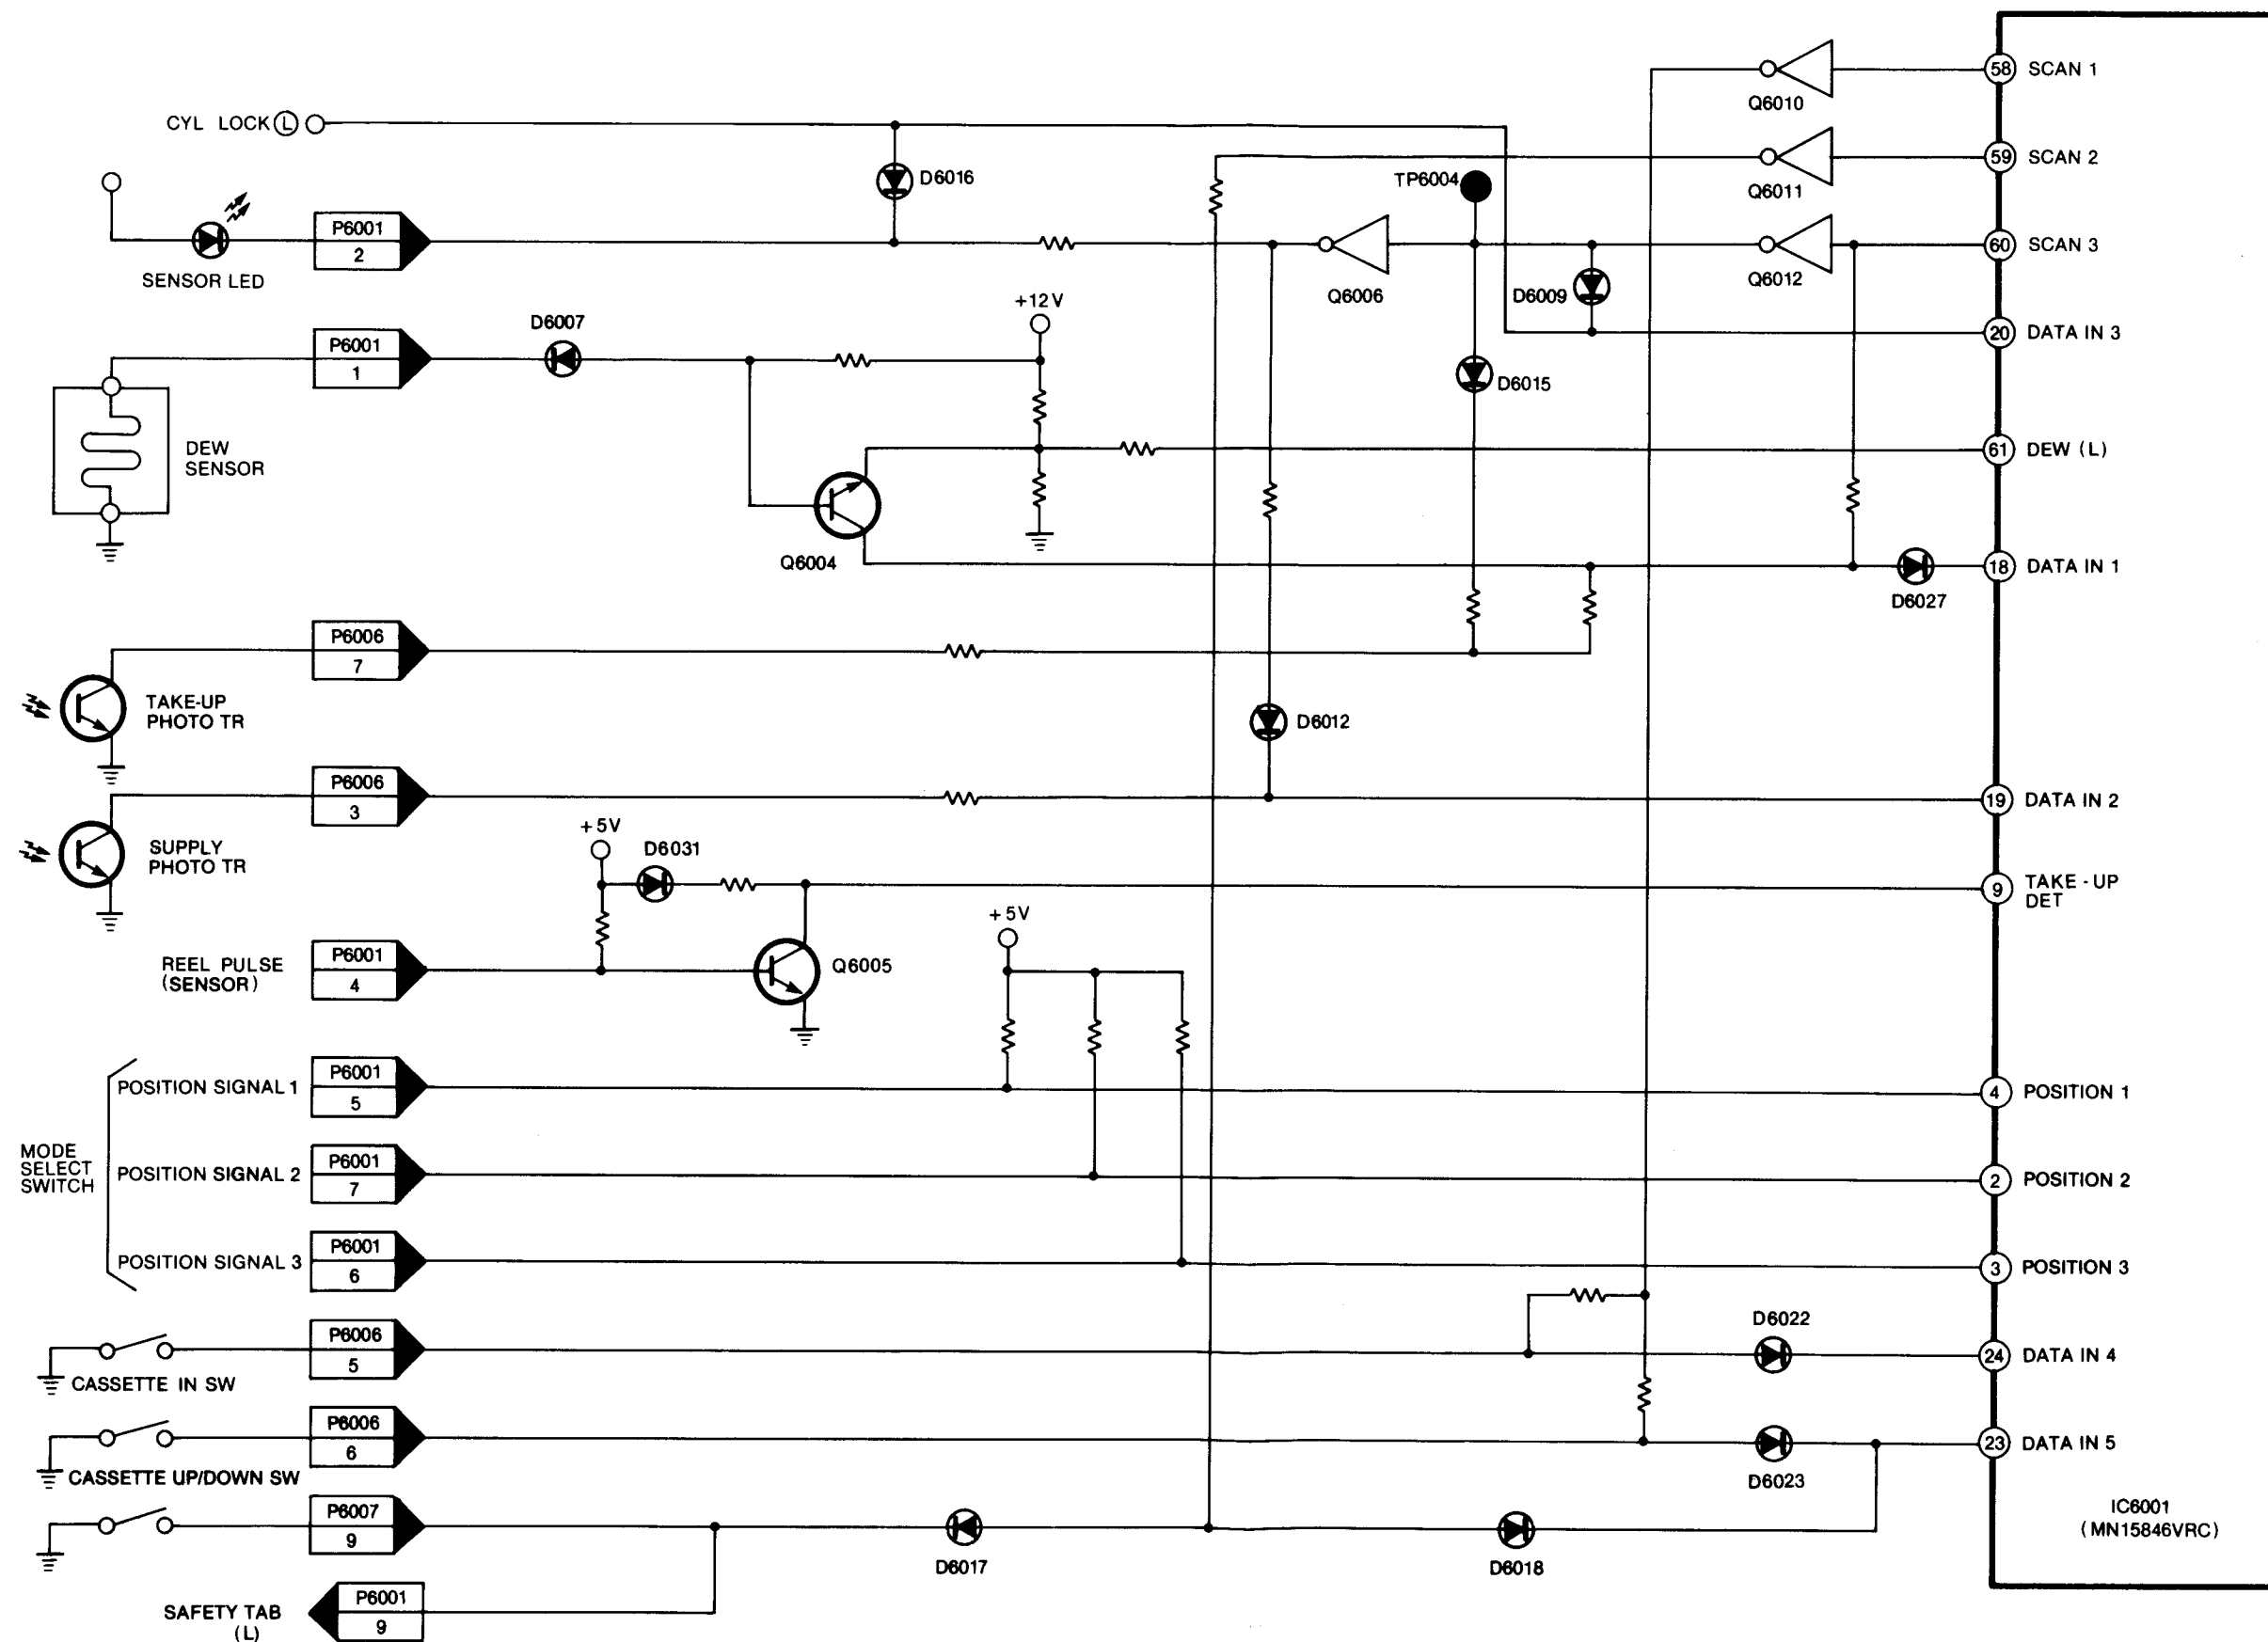 58 SCAN 1
Q6010
CYL LOCK L
59 SCAN 2
Q6011
D6016
TP6004
P6001
2
SENSOR LED
60 SCAN 3
Q6006
D6009
Q6012
+12V
D6007
20 DATA IN 3
P6001
1
D6015
DEW
SENSOR
61 DEW (L)
Q6004
18 DATA IN 1
D6027
P6006
7
TAKE-UP
PHOTO TR
D6012
P6006
3
19 DATA IN 2
+5V
D6031
SUPPLY
PHOTO TR
9 TAKE-UP
DET
+5V
REEL PULSE
(SENSOR)
P6001
4
Q6005
MODE
SELECT
SWITCH
POSITION SIGNAL 1
P6001
5
4 POSITION 1
POSITION SIGNAL 2
P6001
7
2 POSITION 2
POSITION SIGNAL 3
P6001
6
3 POSITION 3
P6006
5
CASSETTE IN SW
D6022
24 DATA IN 4
P6006
6
CASSETTE UP/DOWN SW
D6023
23 DATA IN 5
P6007
9
D6017
D6018
IC6001
(MN15846VRC)
SAFETY TAB
(L)
P6001
9